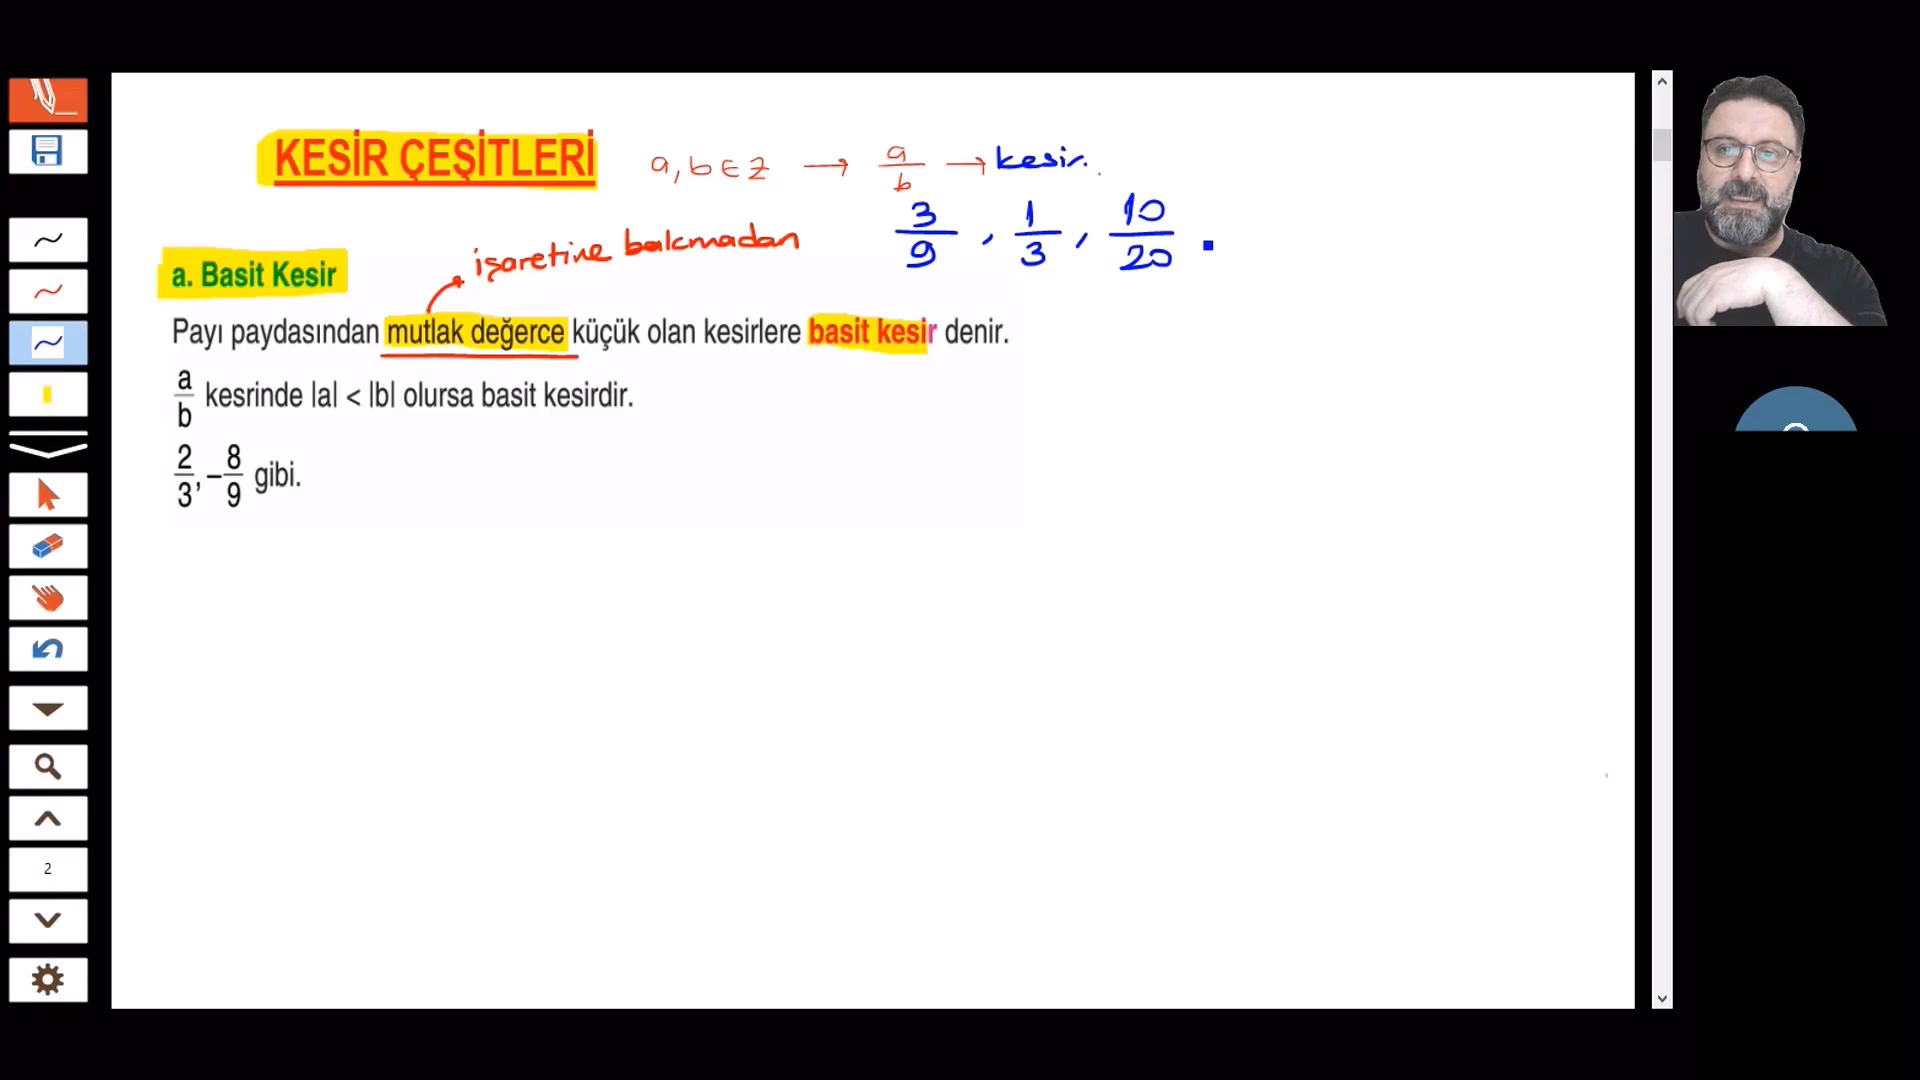 KESİR ÇEŞİTLERİ a, b ∈ Z → a/b → kesir.
3/9 , 1/3 , 10/20 .
işaretine bakmadan
a. Basit Kesir
Payı paydasından mutlak değerce küçük olan kesirlere basit kesir denir.
a/b kesrinde |a| < |b| olursa basit kesirdir.
2/3, -8/9 gibi.
2